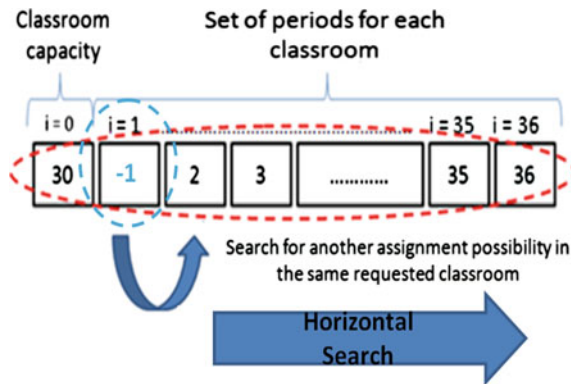 Classroom
capacity
Set of periods for each
classroom
i = 0 i = 1 ........................................ i = 35 i = 36
30 -1 2 3 ............ 35 36
Search for another assignment possibility in
the same requested classroom
Horizontal
Search